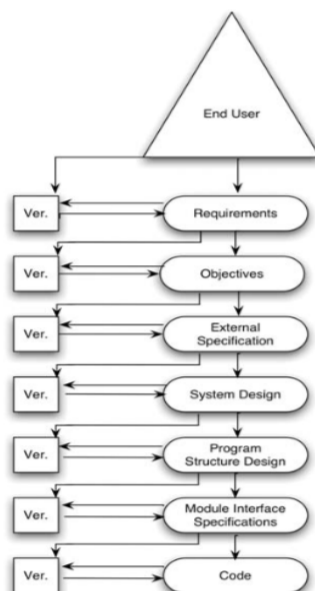 End User
Ver.
Requirements
Ver.
Objectives
Ver.
External
Specification
Ver.
System Design
Ver.
Program
Structure Design
Ver.
Module Interface
Specifications
Ver.
Code